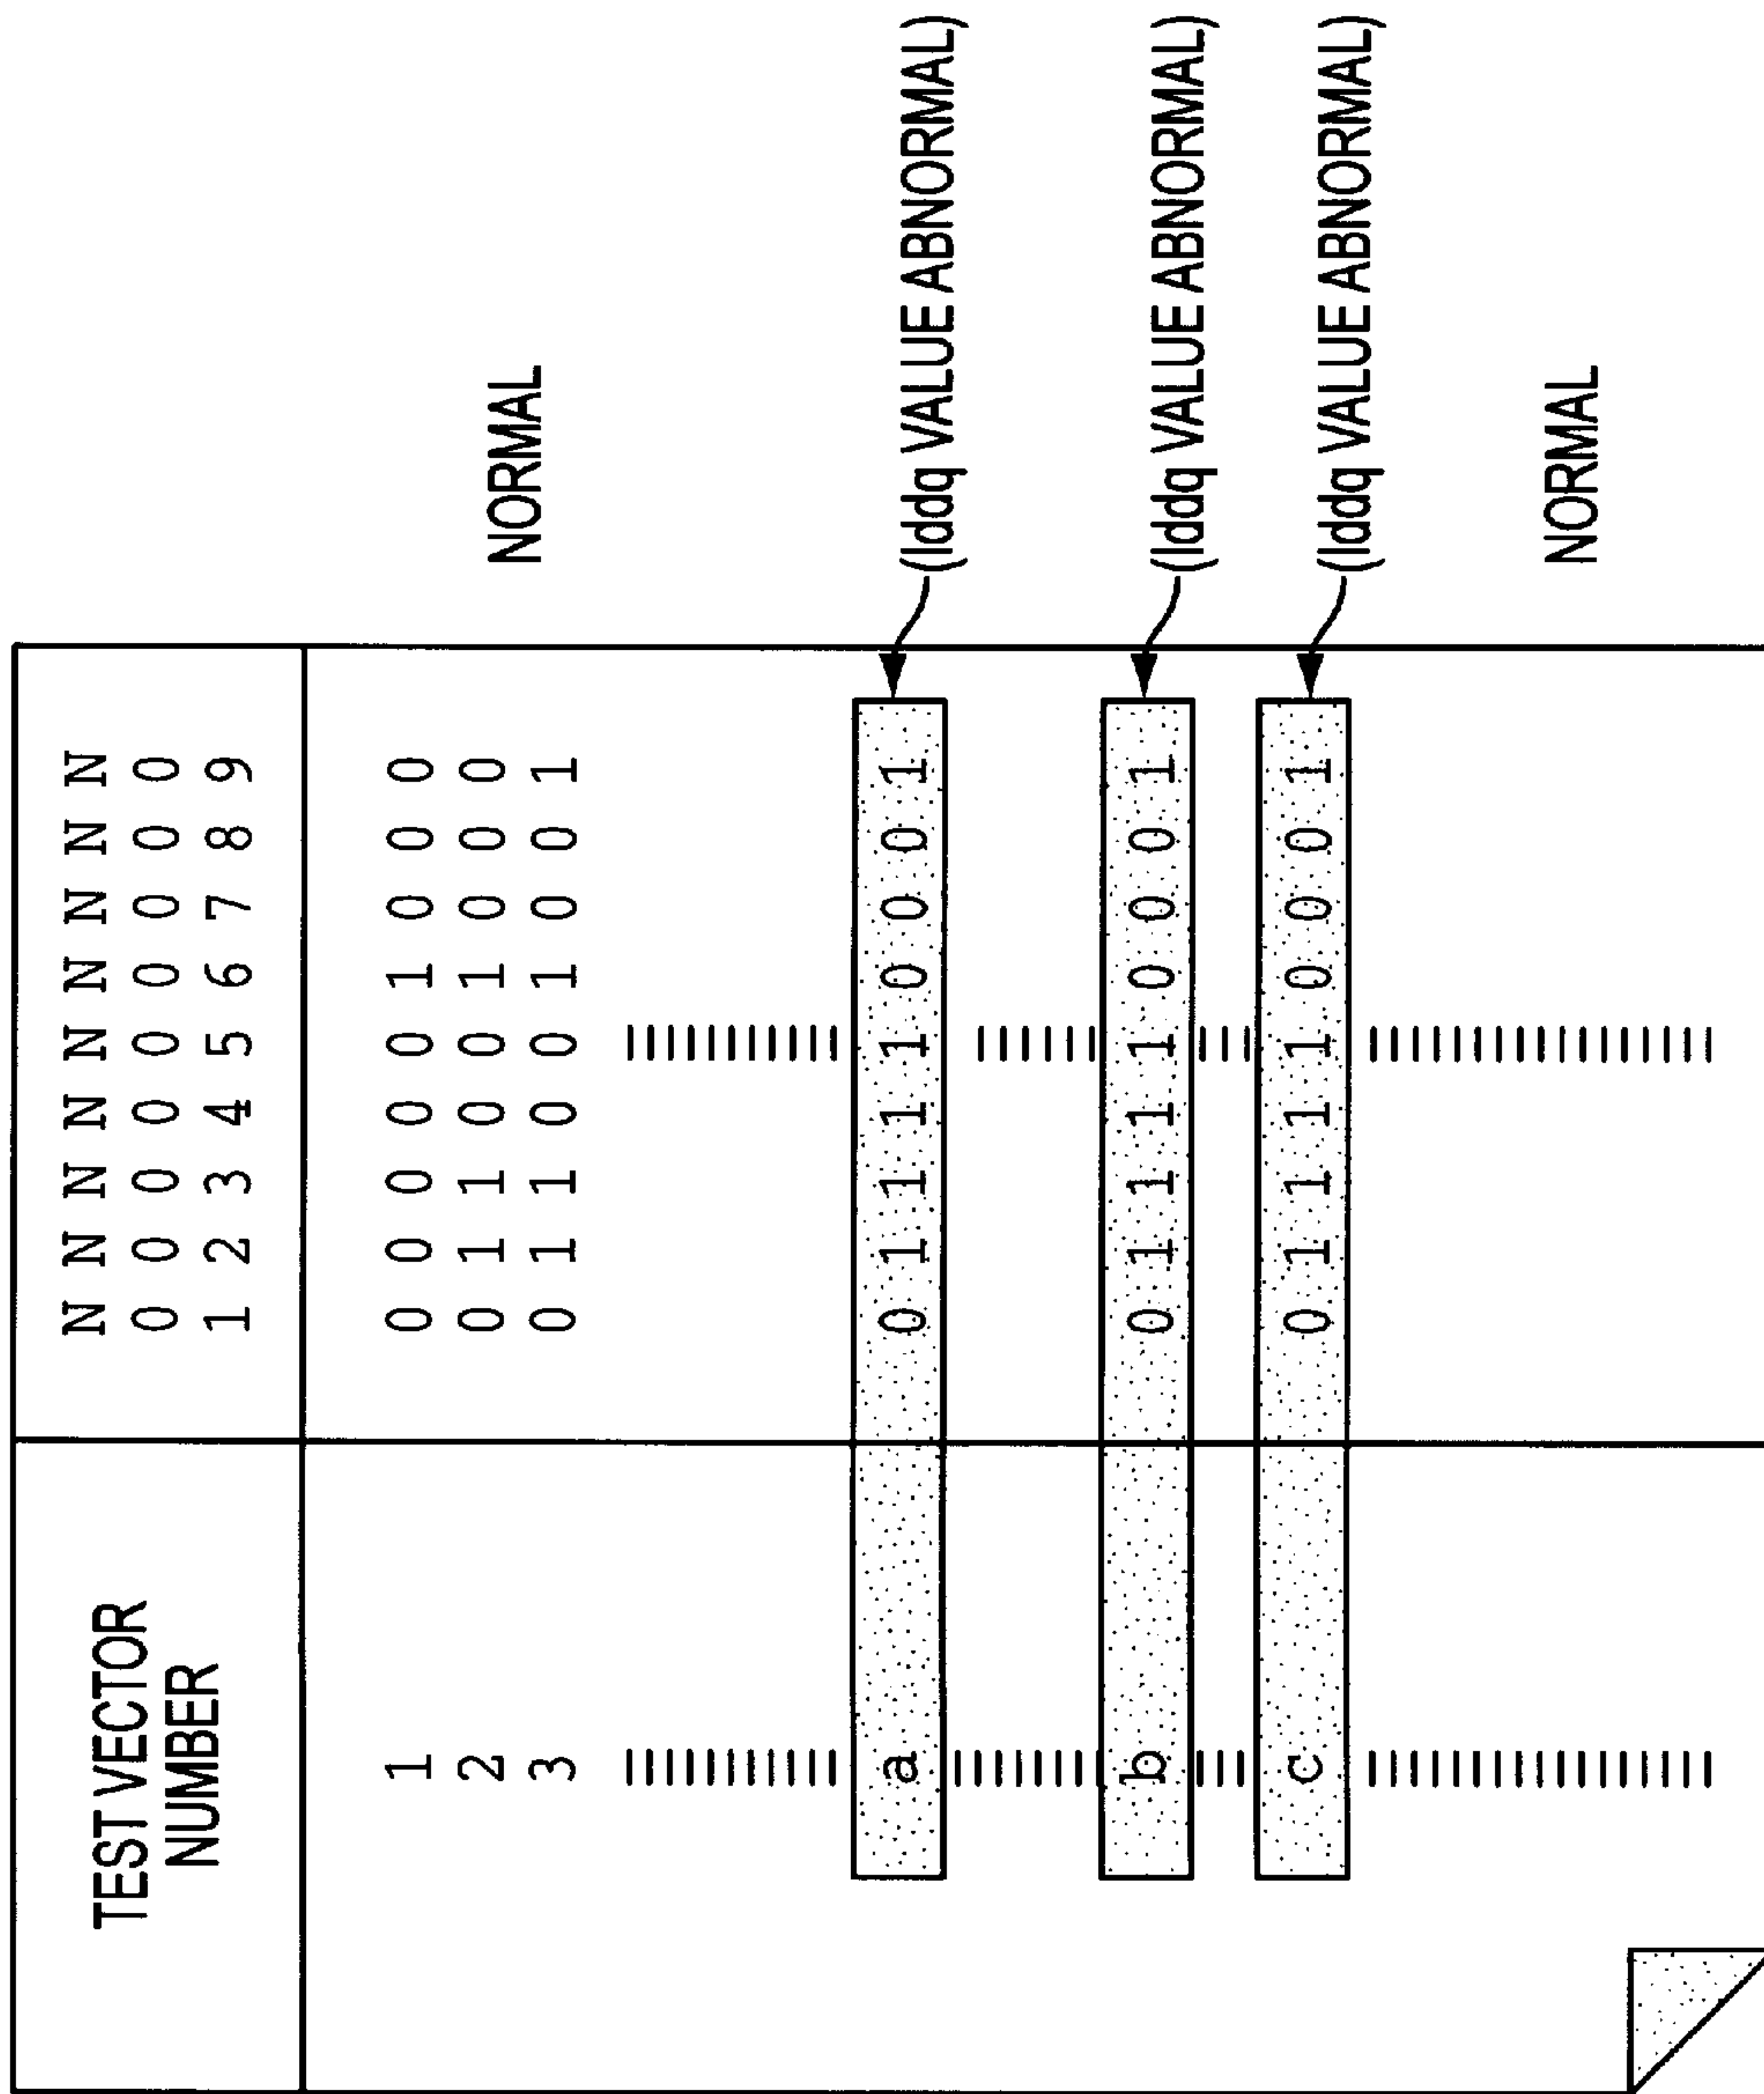 TEST VECTOR
NUMBER
N N N N N N N N N
0 0 0 0 0 0 0 0 0
1 2 3 4 5 6 7 8 9
1 0 0 0 0 0 1 0 0 0
2 0 1 1 0 0 1 0 0 0
3 0 1 1 0 0 1 0 0 1
NORMAL
a 0 1 1 1 1 0 0 0 1 (Iddq VALUE ABNORMAL)
b 0 1 1 1 1 0 0 0 1 (Iddq VALUE ABNORMAL)
c 0 1 1 1 1 0 0 0 1 (Iddq VALUE ABNORMAL)
NORMAL